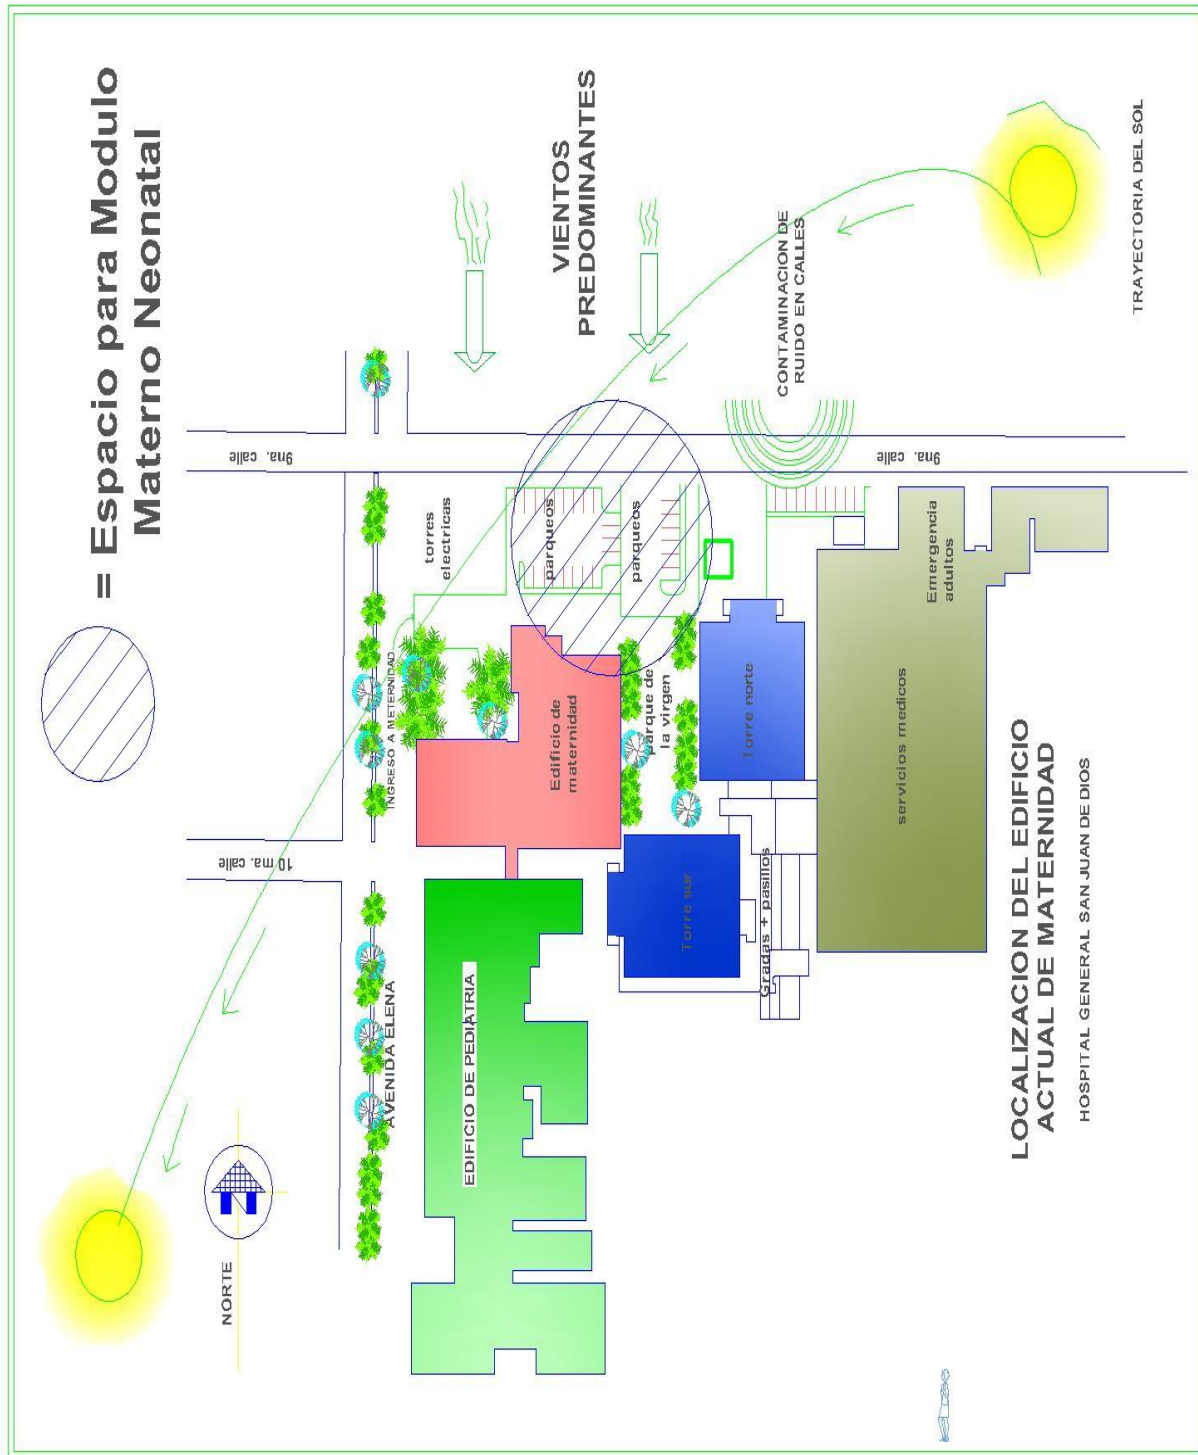 = Espacio para Modulo
Materno Neonatal
VIENTOS
PREDOMINANTES
CONTAMINACION DE
RUIDO EN CALLES
TRAYECTORIA DEL SOL
9na. calle
9na. calle
torres
electricas
parqueos
parqueos
Emergencia
adultos
INGRESO A METERNIDAD
Edificio de
maternidad
parque de
la virgen
Torre norte
servicios medicos
10 ma. calle
AVENIDA ELENA
EDIFICIO DE PEDIATRIA
Torre sur
Gradas + pasillos
NORTE
N
LOCALIZACION DEL EDIFICIO
ACTUAL DE MATERNIDAD
HOSPITAL GENERAL SAN JUAN DE DIOS